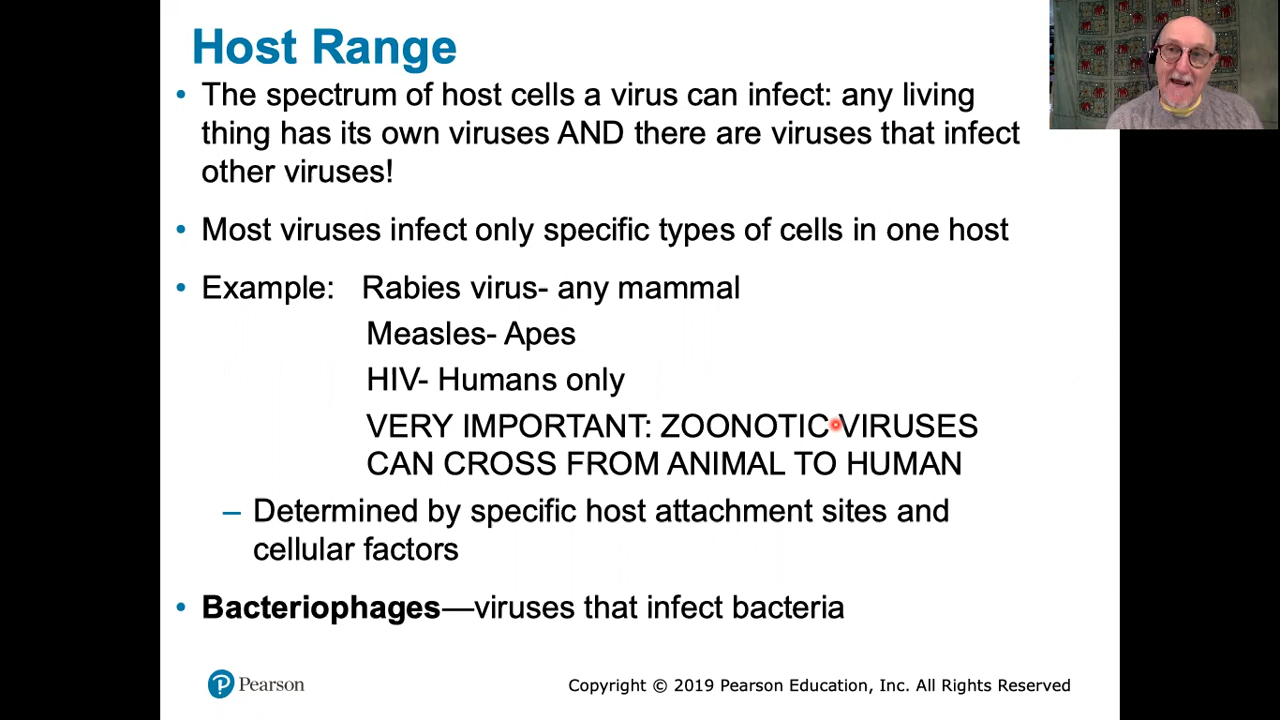 Host Range
• The spectrum of host cells a virus can infect: any living
thing has its own viruses AND there are viruses that infect
other viruses!
• Most viruses infect only specific types of cells in one host
• Example: Rabies virus- any mammal
Measles- Apes
HIV- Humans only
VERY IMPORTANT: ZOONOTIC VIRUSES
CAN CROSS FROM ANIMAL TO HUMAN
– Determined by specific host attachment sites and
cellular factors
• Bacteriophages—viruses that infect bacteria
Pearson
Copyright © 2019 Pearson Education, Inc. All Rights Reserved